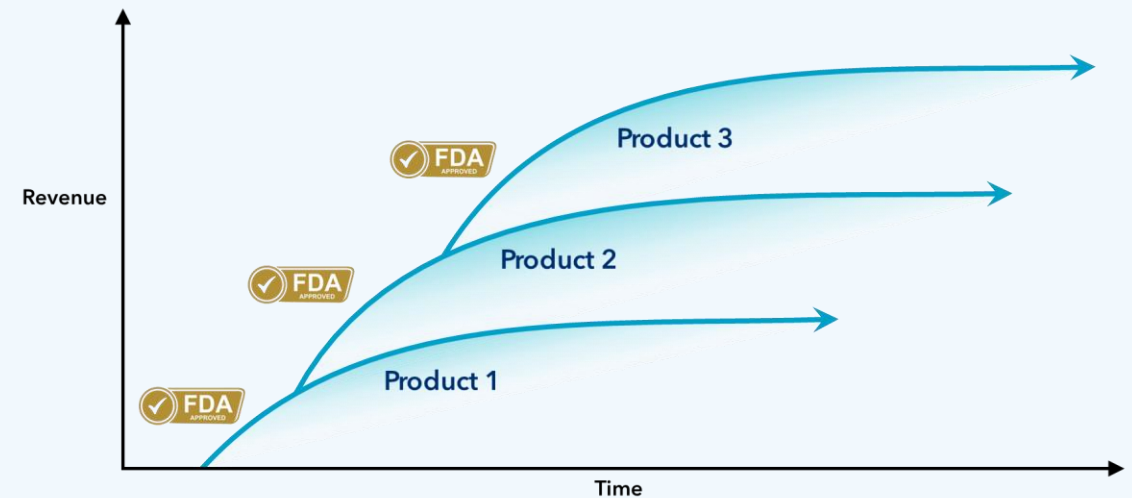 Product 3
FDA
APPROVED
Revenue
Product 2
FDA
APPROVED
Product 1
FDA
APPROVED
Time